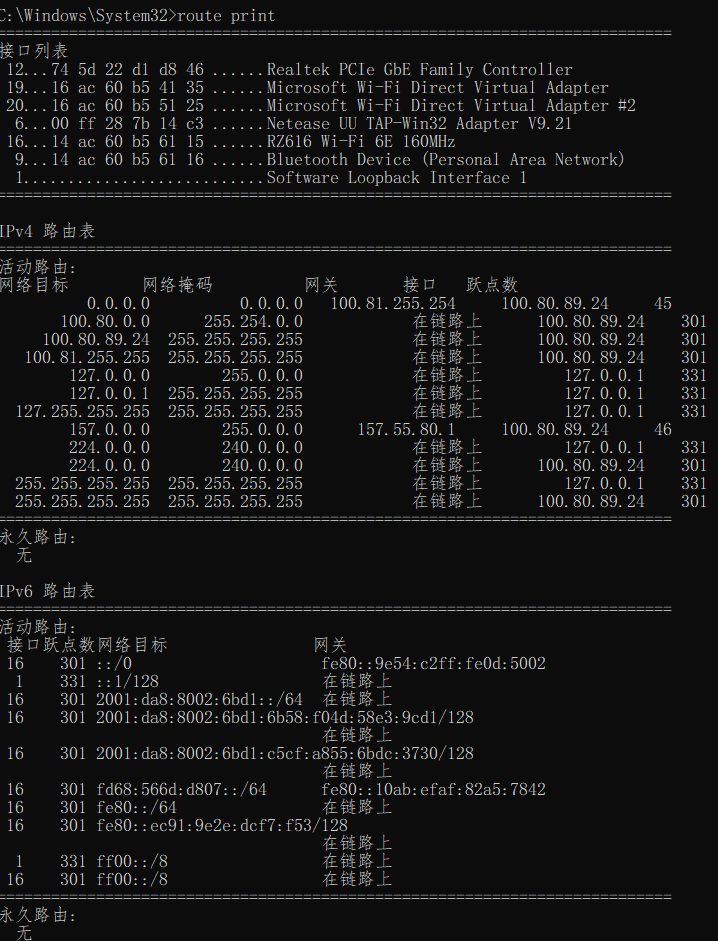 C:\Windows\System32>route print
===========================================================================
接口列表
 12...74 5d 22 d1 d8 46 ......Realtek PCIe GbE Family Controller
 19...16 ac 60 b5 41 35 ......Microsoft Wi-Fi Direct Virtual Adapter
 20...16 ac 60 b5 51 25 ......Microsoft Wi-Fi Direct Virtual Adapter #2
  6...00 ff 28 7b 14 c3 ......Netease UU TAP-Win32 Adapter V9.21
 16...14 ac 60 b5 61 15 ......RZ616 Wi-Fi 6E 160MHz
  9...14 ac 60 b5 61 16 ......Bluetooth Device (Personal Area Network)
  1...........................Software Loopback Interface 1
===========================================================================
IPv4 路由表
===========================================================================
活动路由:
网络目标        网络掩码          网关       接口   跃点数
          0.0.0.0          0.0.0.0   100.81.255.254     100.80.89.24     45
       100.80.0.0      255.254.0.0            在链路上      100.80.89.24    301
     100.80.89.24  255.255.255.255            在链路上      100.80.89.24    301
   100.81.255.255  255.255.255.255            在链路上      100.80.89.24    301
        127.0.0.0        255.0.0.0            在链路上         127.0.0.1    331
        127.0.0.1  255.255.255.255            在链路上         127.0.0.1    331
  127.255.255.255  255.255.255.255            在链路上         127.0.0.1    331
        157.0.0.0        255.0.0.0      157.55.80.1     100.80.89.24     46
        224.0.0.0        240.0.0.0            在链路上         127.0.0.1    331
        224.0.0.0        240.0.0.0            在链路上      100.80.89.24    301
  255.255.255.255  255.255.255.255            在链路上         127.0.0.1    331
  255.255.255.255  255.255.255.255            在链路上      100.80.89.24    301
===========================================================================
永久路由:
  无
IPv6 路由表
===========================================================================
活动路由:
 接口跃点数网络目标                网关
 16    301 ::/0                     fe80::9e54:c2ff:fe0d:5002
  1    331 ::1/128                  在链路上
 16    301 2001:da8:8002:6bd1::/64  在链路上
 16    301 2001:da8:8002:6bd1:6b58:f04d:58e3:9cd1/128
                                    在链路上
 16    301 2001:da8:8002:6bd1:c5cf:a855:6bdc:3730/128
                                    在链路上
 16    301 fd68:566d:d807::/64      fe80::10ab:efaf:82a5:7842
 16    301 fe80::/64                在链路上
 16    301 fe80::ec91:9e2e:dcf7:f53/128
                                    在链路上
  1    331 ff00::/8                 在链路上
 16    301 ff00::/8                 在链路上
===========================================================================
永久路由:
  无